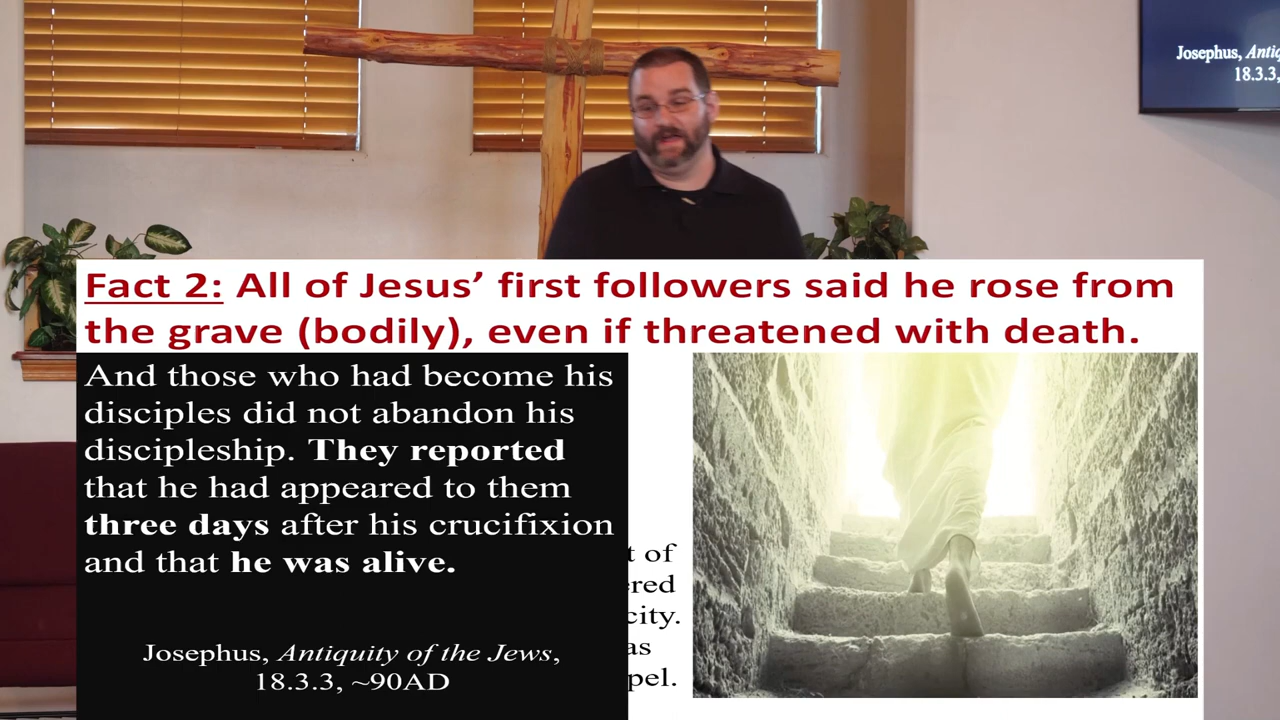 Josephus, Antiq
18.3.3,
Fact 2: All of Jesus’ first followers said he rose from
the grave (bodily), even if threatened with death.
And those who had become his
disciples did not abandon his
discipleship. They reported
that he had appeared to them
three days after his crucifixion
and that he was alive.
Josephus, Antiquity of the Jews,
18.3.3, ~90AD
of
city.